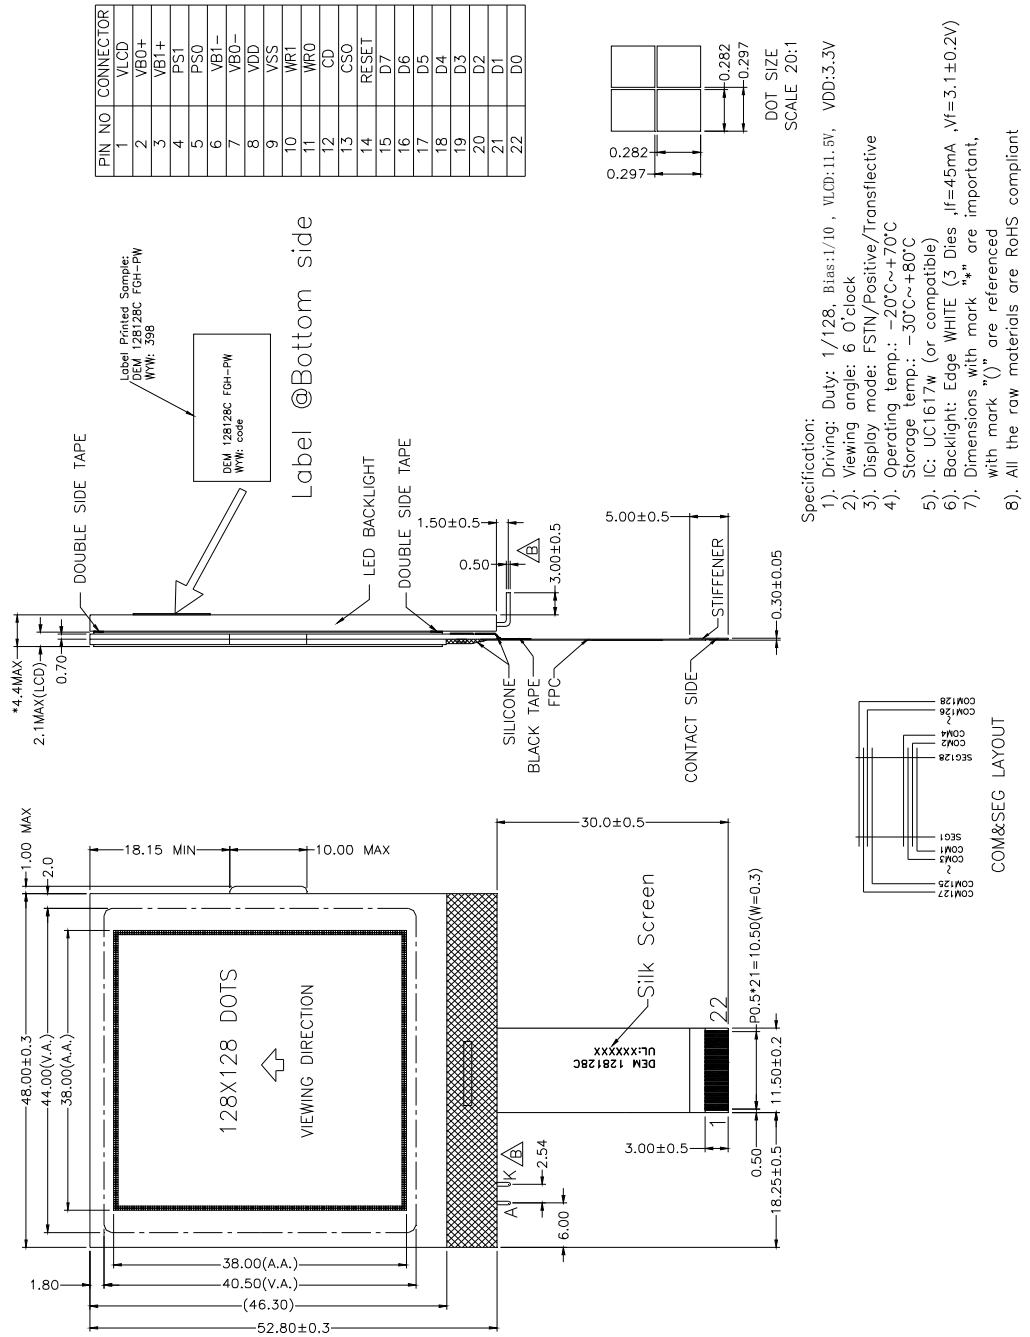 PIN NO CONNECTOR
1 VLCD
2 VB0+
3 VB1+
4 PS1
5 PS0
6 VB1-
7 VB0-
8 VDD
9 VSS
10 WR1
11 WR0
12 CD
13 CS0
14 RESET
15 D7
16 D6
17 D5
18 D4
19 D3
20 D2
21 D1
22 D0
0.282
0.297
0.282
0.297
DOT SIZE
SCALE 20:1
Label Printed Sample:
DEM 128128C FGH-PW
WYW: 398
DEM 128128C FGH-PW
WYW: code
Label @Bottom side
DOUBLE SIDE TAPE
LED BACKLIGHT
DOUBLE SIDE TAPE
1.50±0.5
0.50
B
3.00±0.5
5.00±0.5
STIFFENER
0.30±0.05
*4.4MAX
2.1MAX(LCD)
0.70
SILICONE
BLACK TAPE
FPC
CONTACT SIDE
Specification:
1). Driving: Duty: 1/128, Bias:1/10 , VLCD:11.5V, VDD:3.3V
2). Viewing angle: 6 O'clock
3). Display mode: FSTN/Positive/Transflective
4). Operating temp.: -20°C~+70°C
Storage temp.: -30°C~+80°C
5). IC: UC1617w (or compatible)
6). Backlight: Edge WHITE (3 Dies ,If=45mA ,Vf=3.1±0.2V)
7). Dimensions with mark "*" are important,
with mark "()" are referenced
8). All the raw materials are RoHS compliant
1.00 MAX
2.0
18.15 MIN
10.00 MAX
30.0±0.5
48.00±0.3
44.00(V.A.)
38.00(A.A.)
128X128 DOTS
VIEWING DIRECTION
Silk Screen
DEM 128128C
UL:XXXXXX
1
22
P0.5*21=10.50(W=0.3)
11.50±0.2
3.00±0.5
0.50
18.25±0.5
A
K
B
2.54
6.00
1.80
38.00(A.A.)
40.50(V.A.)
(46.30)
52.80±0.3
COM128
COM126
~
COM4
COM2
SEG128
SEG1
COM1
COM3
~
COM125
COM127
COM&SEG LAYOUT